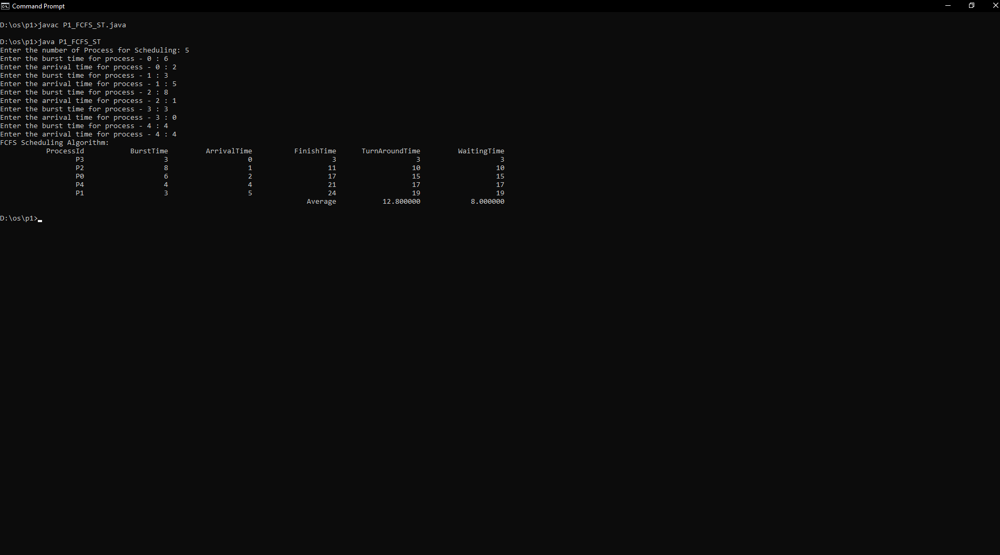 Command Prompt
D:\os\p1>javac P1_FCFS_ST.java
D:\os\p1>java P1_FCFS_ST
Enter the number of Process for Scheduling: 5
Enter the burst time for process - 0 : 6
Enter the arrival time for process - 0 : 2
Enter the burst time for process - 1 : 3
Enter the arrival time for process - 1 : 5
Enter the burst time for process - 2 : 8
Enter the arrival time for process - 2 : 1
Enter the burst time for process - 3 : 3
Enter the arrival time for process - 3 : 0
Enter the burst time for process - 4 : 4
Enter the arrival time for process - 4 : 4
FCFS Scheduling Algorithm:
ProcessId BurstTime ArrivalTime FinishTime TurnAroundTime WaitingTime
P3 3 0 3 3 3
P2 8 1 11 10 10
P0 6 2 17 15 15
P4 4 4 21 17 17
P1 3 5 24 19 19
Average 12.800000 8.000000
D:\os\p1>